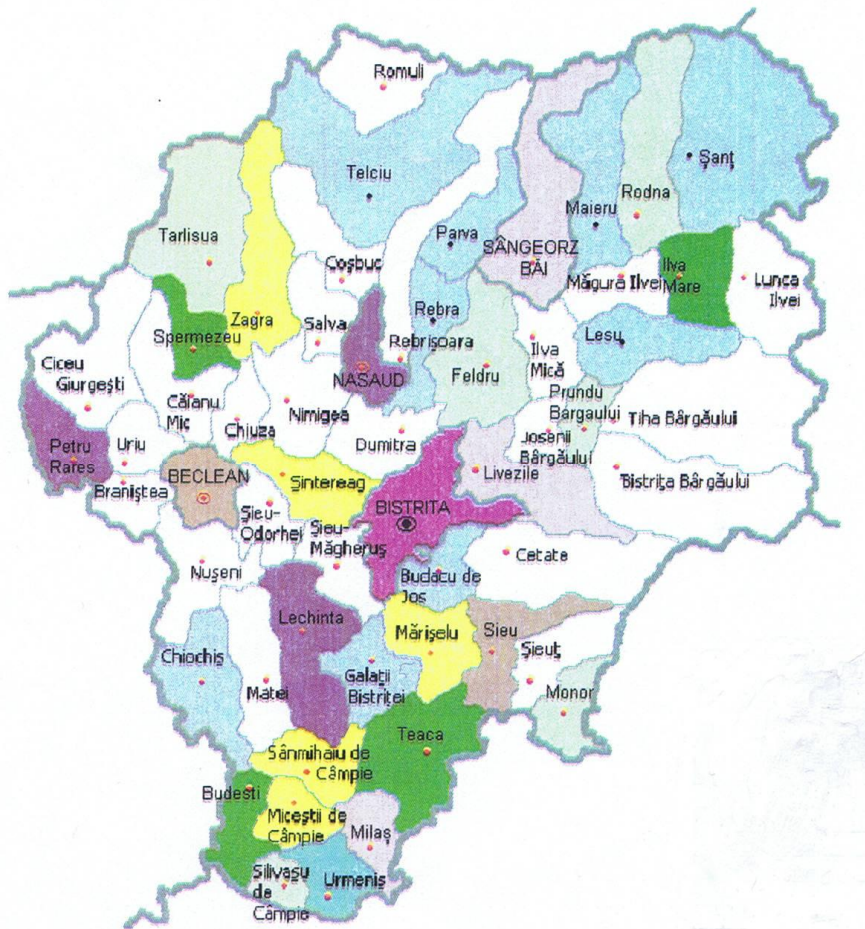 Romuli
Telciu
Şanţ
Rodna
Maieru
Parva
SÂNGEORZ
BĂI
Tarlisua
Coşbuc
Măgura Ilvei
Ilva
Mare
Lunca
Ilvei
Zagra
Salva
Rebra
Rebrişoara
Spermezeu
Lesu
Ilva
Mică
Feldru
NASAUD
Ciceu
Giurgeşti
Căianu
Mic
Chiuza
Nimigea
Dumitra
Prundu
Bârgaului
Tiha Bârgăului
Josenii
Bârgăului
Petru
Rares
Uriu
Braniştea
BECLEAN
Şintereag
Livezile
Bistriţa Bârgăului
BISTRITA
Şieu-
Odorhei
Şieu-
Măgheruş
Cetate
Nuşeni
Budacu de
Jos
Lechinta
Mărişelu
Sieu
Şieuţ
Chiochis
Matei
Galaţii
Bistriţei
Monor
Teaca
Sânmihaiu de
Câmpie
Budesti
Miceştii de
Câmpie
Milaş
Silivaşu
de
Câmpie
Urmeniş